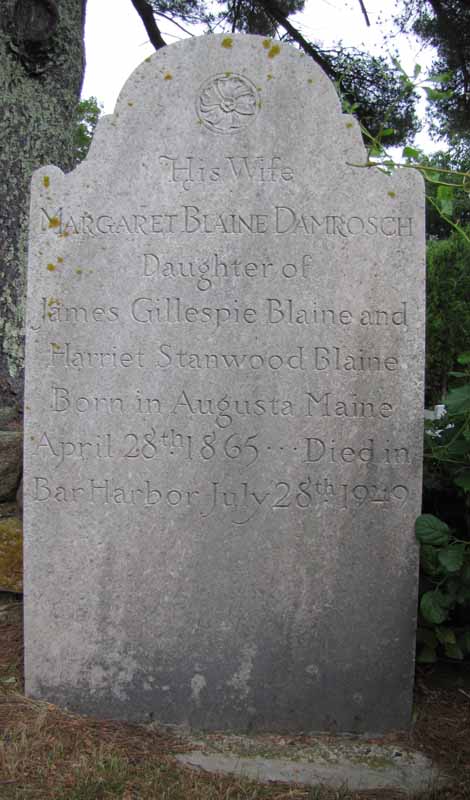 His Wife
MARGARET BLAINE DAMROSCH
Daughter of
James Gillespie Blaine and
Harriet Stanwood Blaine
Born in Augusta Maine
April 28th 1865 ··· Died in
Bar Harbor July 28th 1949